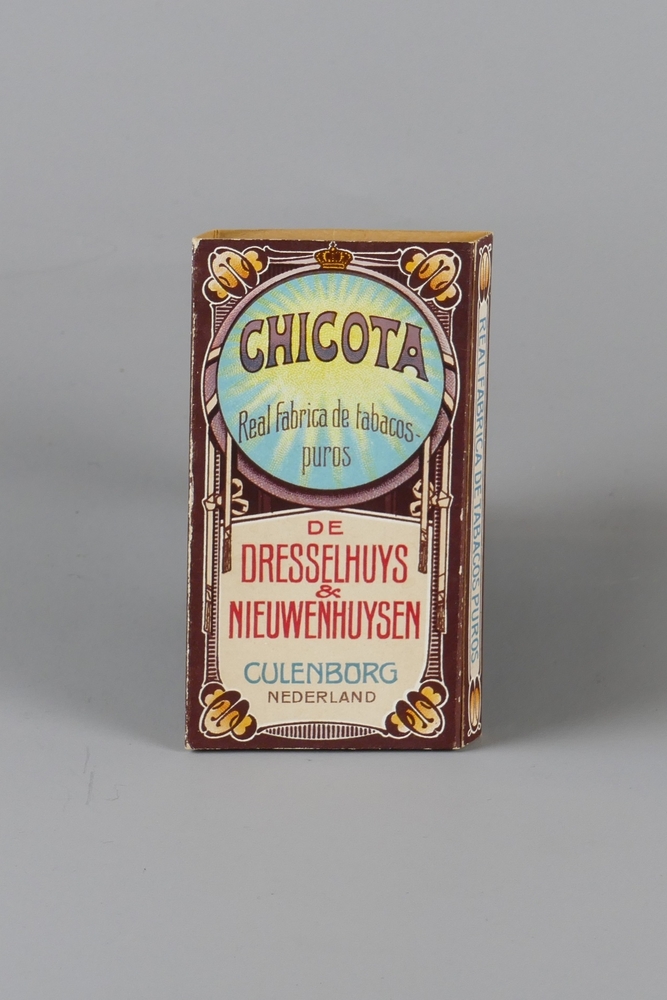 CHICOTA
Real fabrica de tabacos-
puros
DE
DRESSELHUYS
&
NIEUWENHUYSEN
CULENBORG
NEDERLAND
REAL FABRICA DE TABACOS PUROS